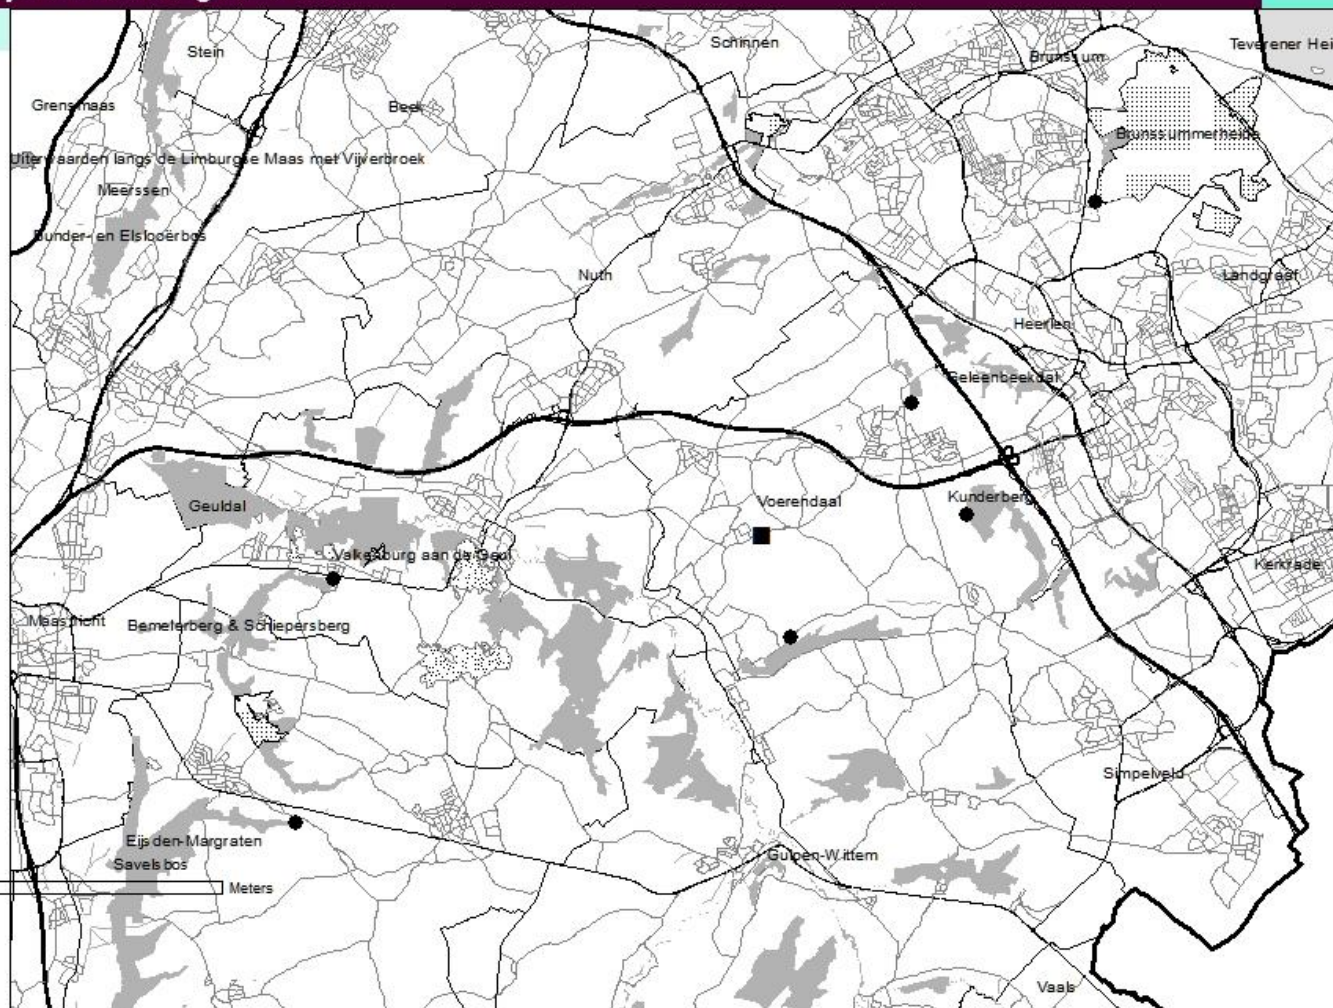 Stein
Schinnen
Brunssum
Teverener Hei
Grensmaas
Beek
Brunssummerheide
Uiterwaarden langs de Limburgse Maas met Vijverbroek
Meerssen
Bunder- en Elslooërbos
Nuth
Landgraaf
Heerlen
Geleenbeekdal
Kunderberg
Voerendaal
Geuldal
Valkenburg aan de Geul
Kerkrade
Maastricht
Bemelerberg & Schiepersberg
Simpelveld
Eijsden-Margraten
Gulpen-Wittem
Savelsbos
Meters
Vaals